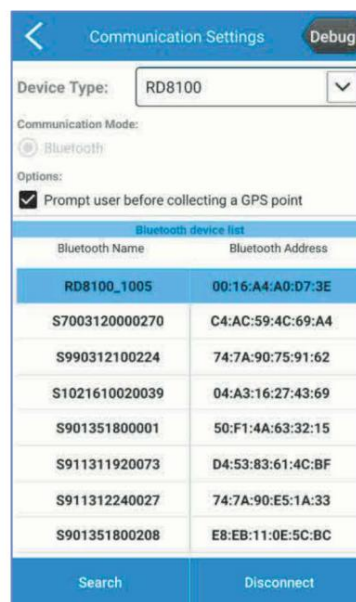 Communication Settings Debug
Device Type: RD8100
Communication Mode:
Bluetooth
Options:
Prompt user before collecting a GPS point
Bluetooth device list
Bluetooth Name Bluetooth Address
RD8100_1005 00:16:A4:A0:D7:3E
S7003120000270 C4:AC:59:4C:69:A4
S990312100224 74:7A:90:75:91:62
S1021610020039 04:A3:16:27:43:69
S901351800001 50:F1:4A:63:32:15
S911311920073 D4:53:83:61:4C:BF
S911312240027 74:7A:90:E5:1A:33
S901351800208 E8:EB:11:0E:5C:BC
Search Disconnect